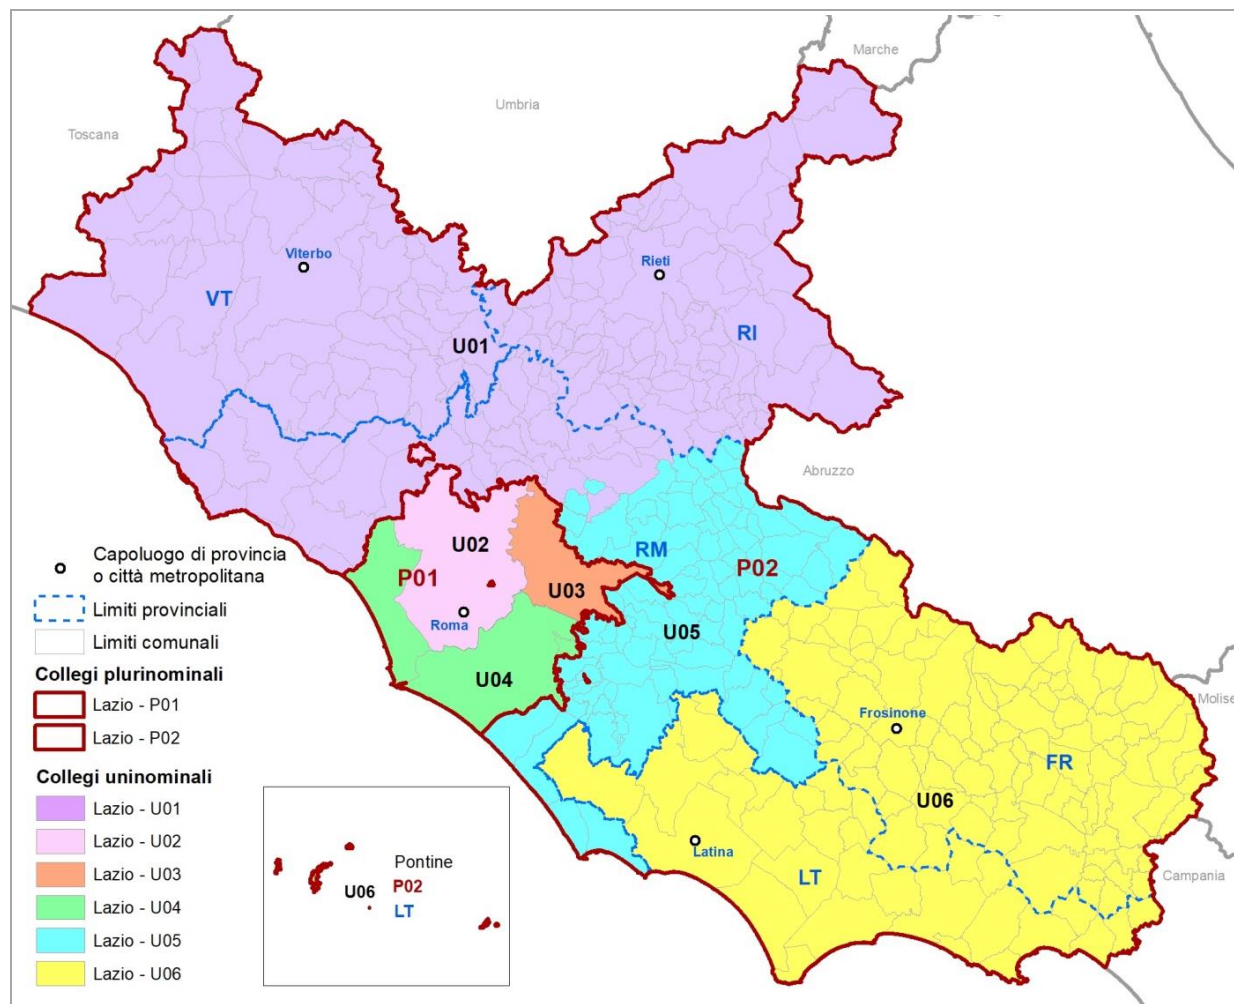 Marche
Umbria
Toscana
Viterbo
Rieti
VT
RI
U01
Abruzzo
U02
RM
P02
P01
U03
Roma
U05
U04
Molise
Frosinone
FR
U06
Latina
LT
Campania
Capoluogo di provincia
o città metropolitana
Limiti provinciali
Limiti comunali
Collegi plurinominali
Lazio - P01
Lazio - P02
Collegi uninominali
Lazio - U01
Lazio - U02
Lazio - U03
Lazio - U04
Lazio - U05
Lazio - U06
Pontine
U06
P02
LT